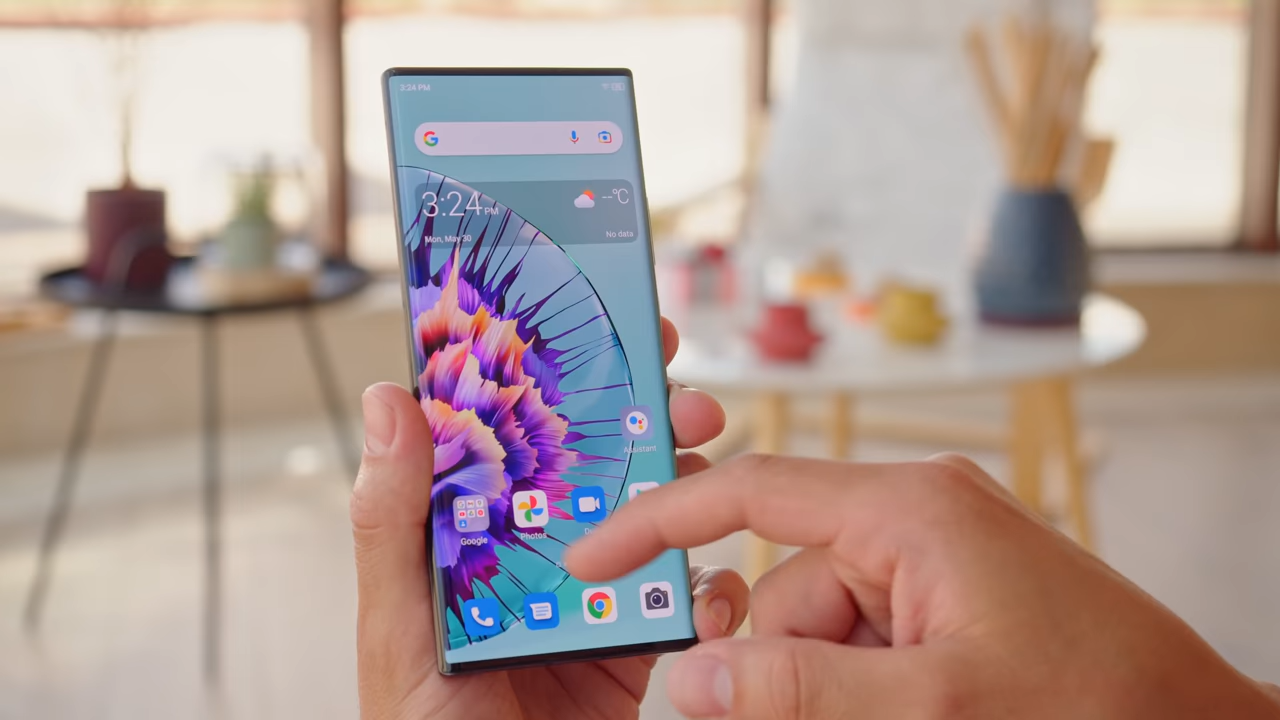 3:24 PM
G
3:24 PM
--°C
Mon, May 30
No data
Assistant
Google
Photos